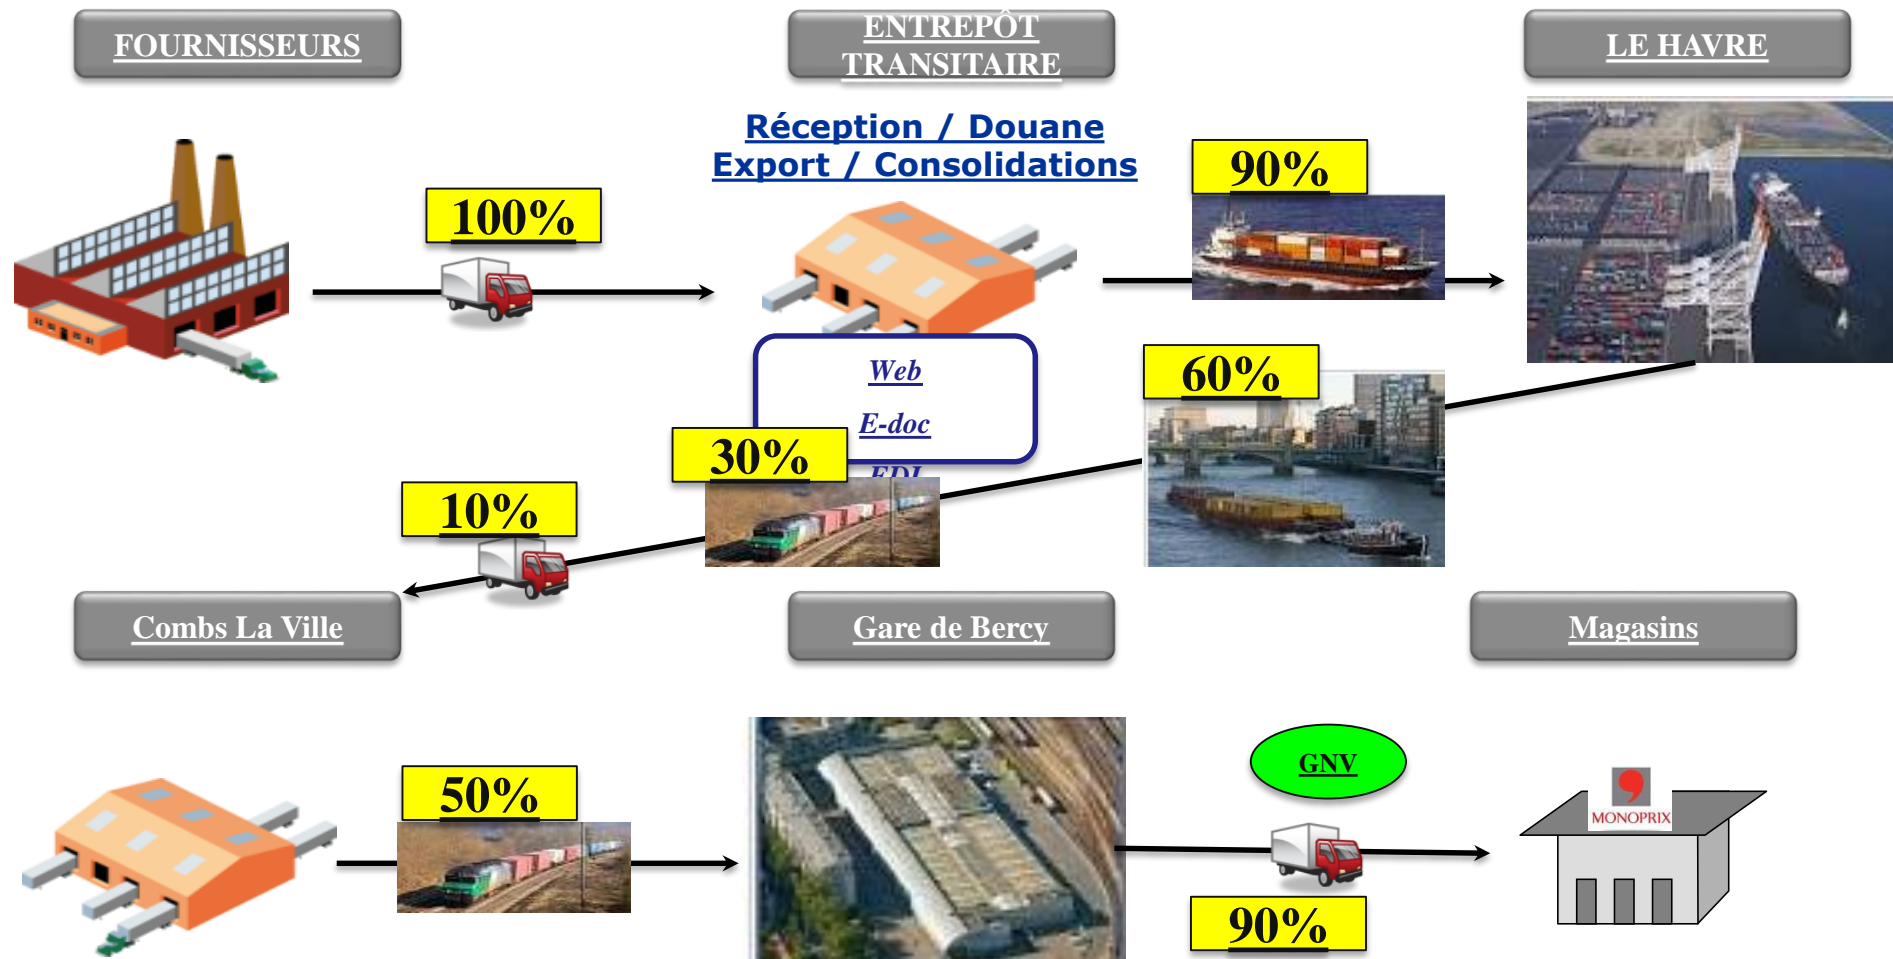 FOURNISSEURS
ENTREPÔT
TRANSITAIRE
LE HAVRE
Réception / Douane
Export / Consolidations
90%
100%
Web
60%
E-doc
30%
EDI
10%
Combs La Ville
Gare de Bercy
Magasins
GNV
50%
MONOPRIX
90%